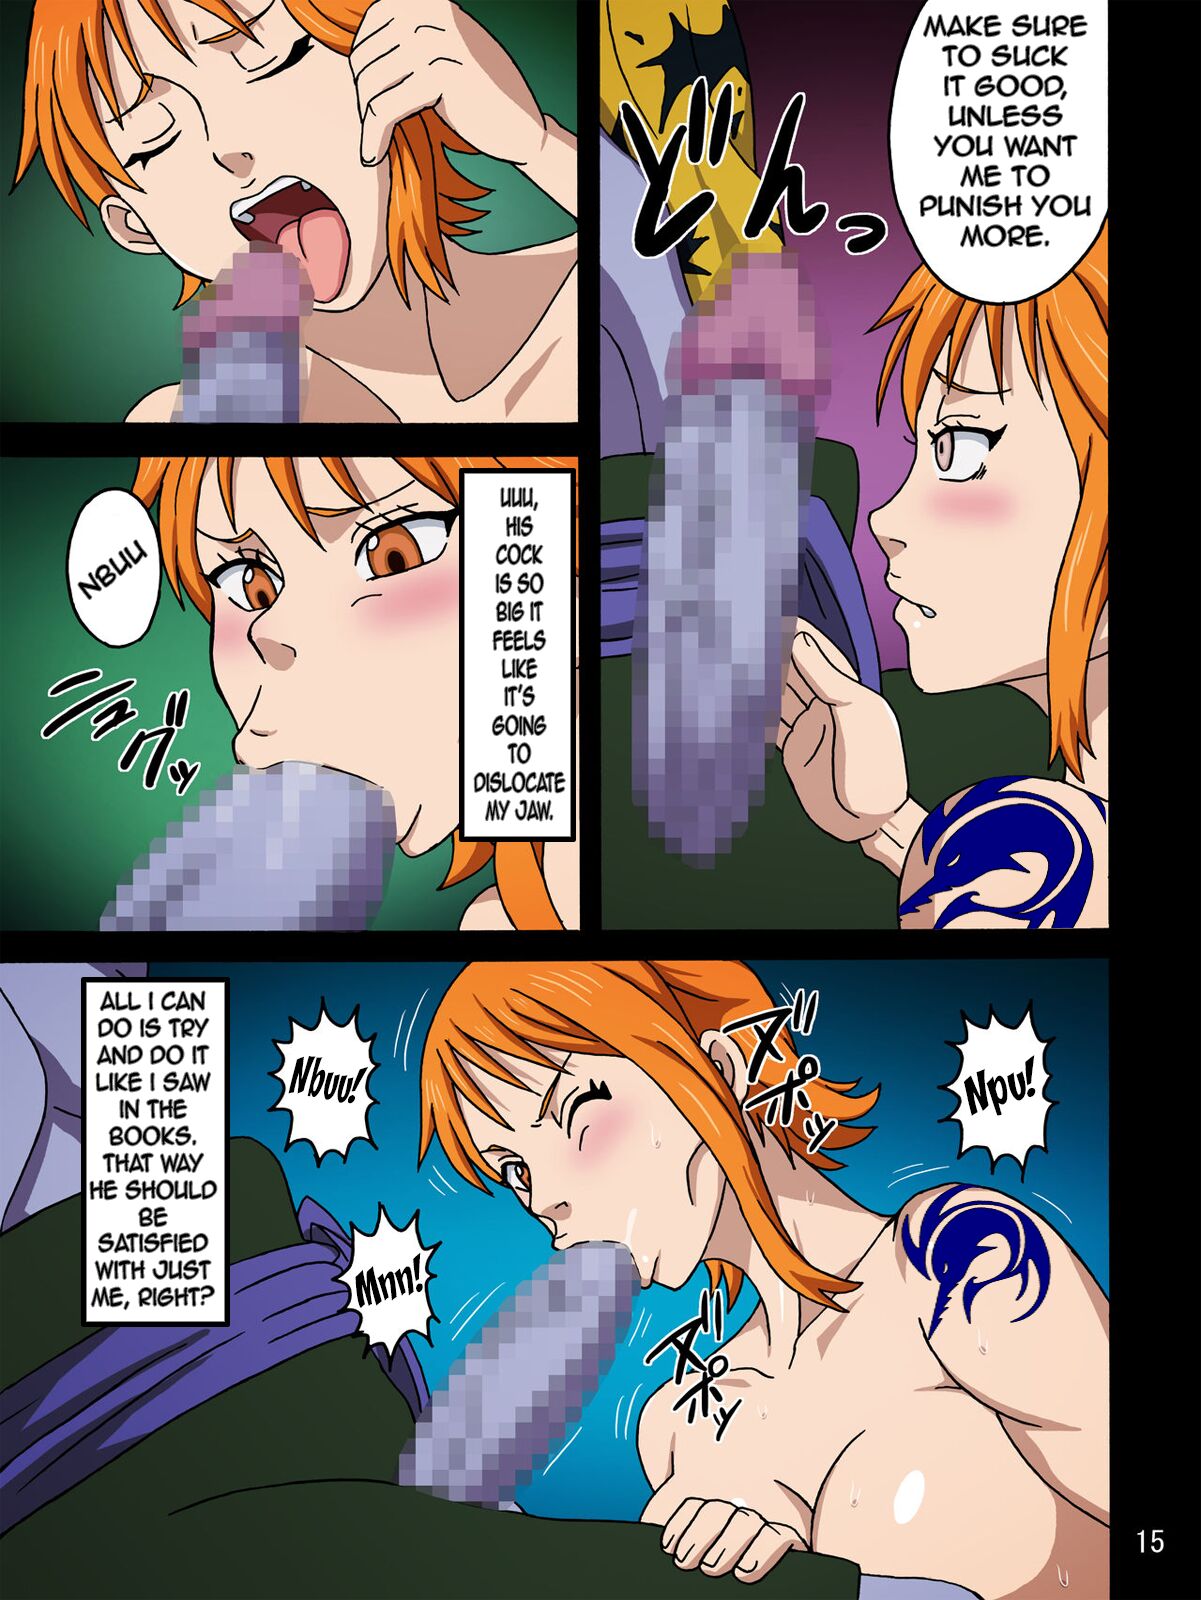 MAKE SURE
TO SUCK
IT GOOD,
UNLESS
YOU WANT
ME TO
PUNISH YOU
MORE.
どんっ
UUU,
HIS
COCK
IS SO
BIG IT
FEELS
LIKE
IT'S
GOING
TO
DISLOCATE
MY JAW.
NBUU
ニュグッ
Npu!
ヌポッ
ヌポッ
Nbuu!
Mnn!
ALL I CAN
DO IS TRY
AND DO IT
LIKE I SAW
IN THE
BOOKS.
THAT WAY
HE SHOULD
BE
SATISFIED
WITH JUST
ME, RIGHT?
15